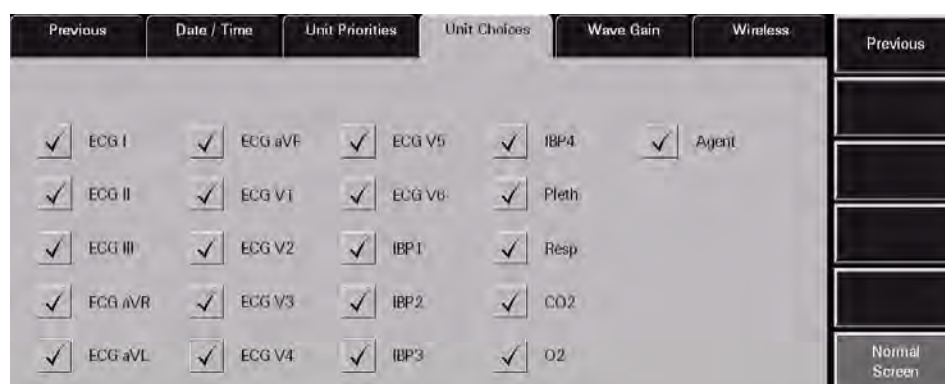 Previous Date / Time Unit Priorities Unit Choices Wave Gain Wireless
Previous
ECG I ECG aVF ECG V5 IBP4 Agent
ECG II ECG V1 ECG V6 Pleth
ECG III ECG V2 IBP1 Resp
ECG aVR ECG V3 IBP2 CO2
ECG aVL ECG V4 IBP3 O2
Normal
Screen